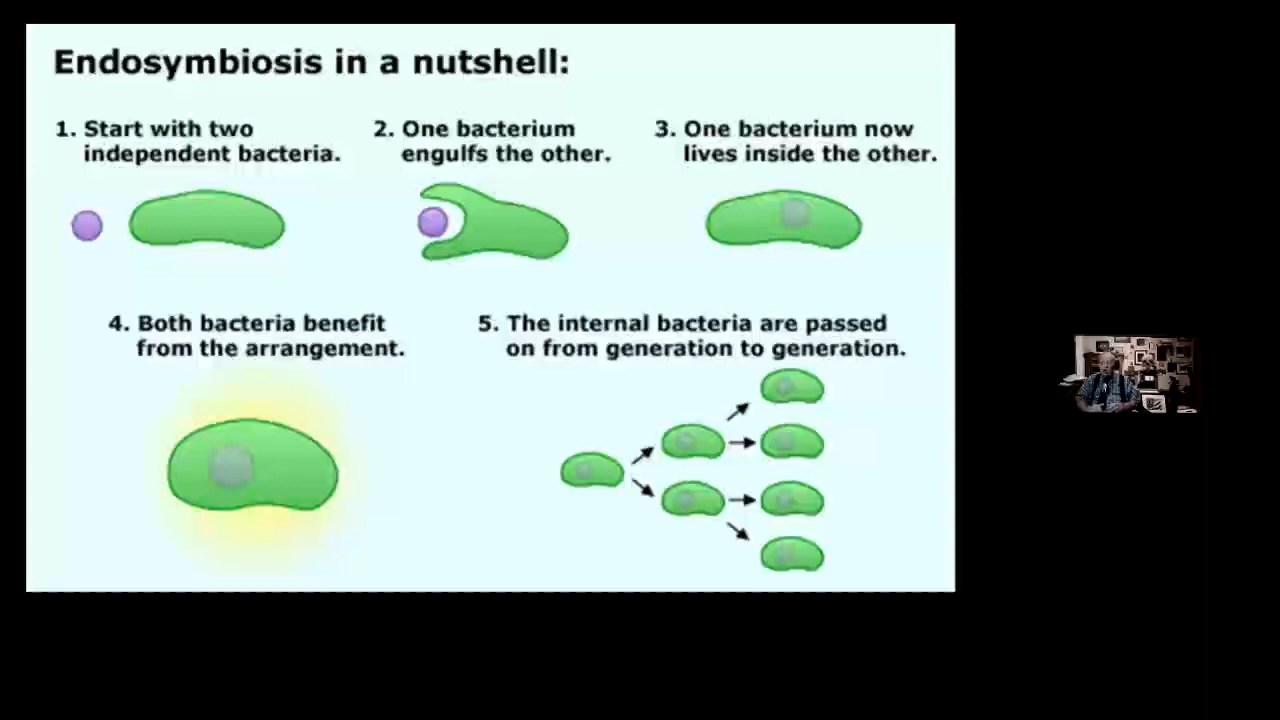 Endosymbiosis in a nutshell:
1. Start with two
independent bacteria.
2. One bacterium
engulfs the other.
3. One bacterium now
lives inside the other.
4. Both bacteria benefit
from the arrangement.
5. The internal bacteria are passed
on from generation to generation.